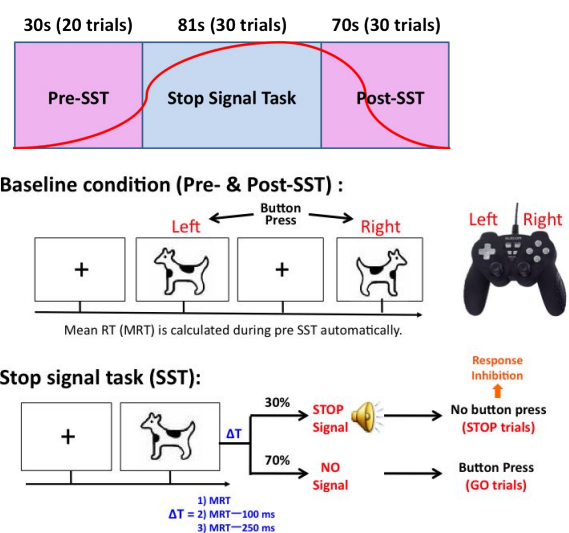 30s (20 trials) 81s (30 trials) 70s (30 trials)
Pre-SST Stop Signal Task Post-SST
Baseline condition (Pre- & Post-SST) :
Button
Press
Left Right
Left Right
+ +
Mean RT (MRT) is calculated during pre SST automatically.
Response
Inhibition
Stop signal task (SST):
30%
STOP
Signal
No button press
(STOP trials)
+
ΔT
70%
NO
Signal
Button Press
(GO trials)
1) MRT
ΔT = 2) MRT—100 ms
3) MRT—250 ms